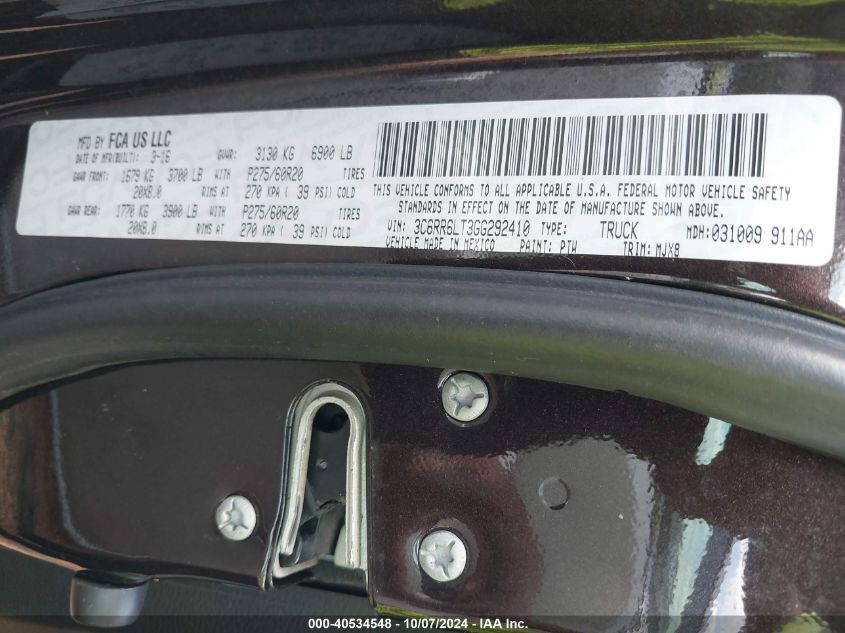 MFD BY FCA US LLC
DATE OF MFR(BUILT): 3-16 GVWR: 3130 KG 6900 LB
GAWR FRONT: 1679 KG 3700 LB WITH P275/60R20 TIRES
20X8.0 RIMS AT 270 KPA ( 39 PSI) COLD
GAWR REAR: 1770 KG 3900 LB WITH P275/60R20 TIRES
20X8.0 RIMS AT 270 KPA ( 39 PSI) COLD
THIS VEHICLE CONFORMS TO ALL APPLICABLE U.S.A. FEDERAL MOTOR VEHICLE SAFETY
STANDARDS IN EFFECT ON THE DATE OF MANUFACTURE SHOWN ABOVE.
VIN: 3C6RR6LT3GG292410 TYPE: TRUCK MDH: 031009 911AA
VEHICLE MADE IN MEXICO PAINT: PTW TRIM: MJX8
000-40534548 - 10/07/2024 - IAA Inc.